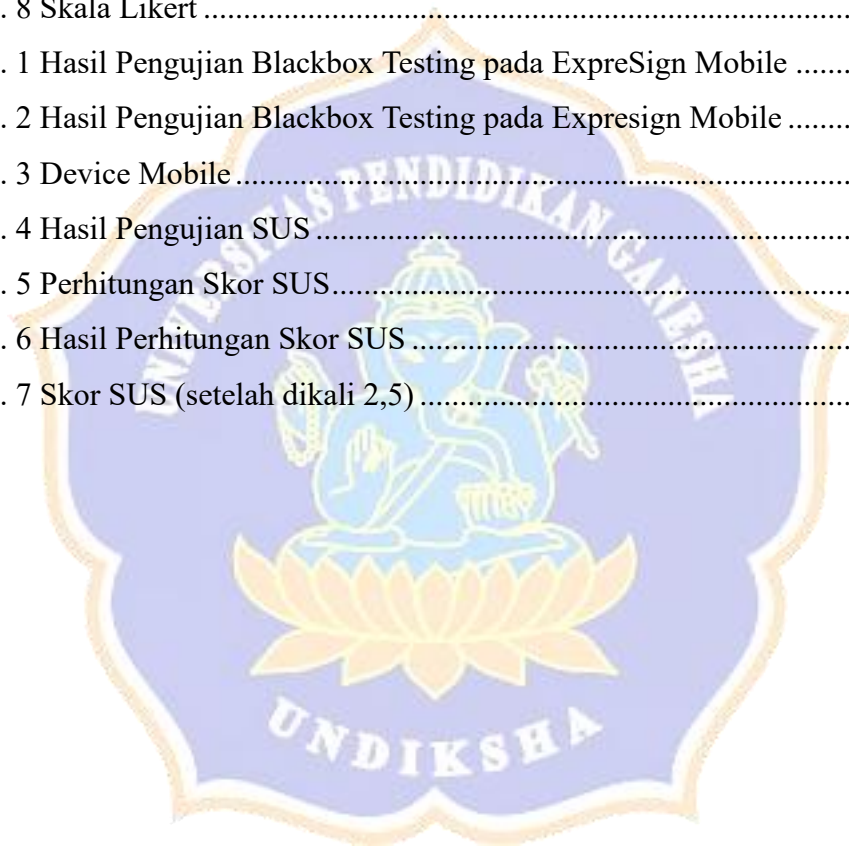 . 8 Skala Likert
. 1 Hasil Pengujian Blackbox Testing pada ExpreSign Mobile
. 2 Hasil Pengujian Blackbox Testing pada Expresign Mobile
. 3 Device Mobile
. 4 Hasil Pengujian SUS
. 5 Perhitungan Skor SUS
. 6 Hasil Perhitungan Skor SUS
. 7 Skor SUS (setelah dikali 2,5)
UNIVERSITAS PENDIDIKAN GANESHA
UNDIKSHA